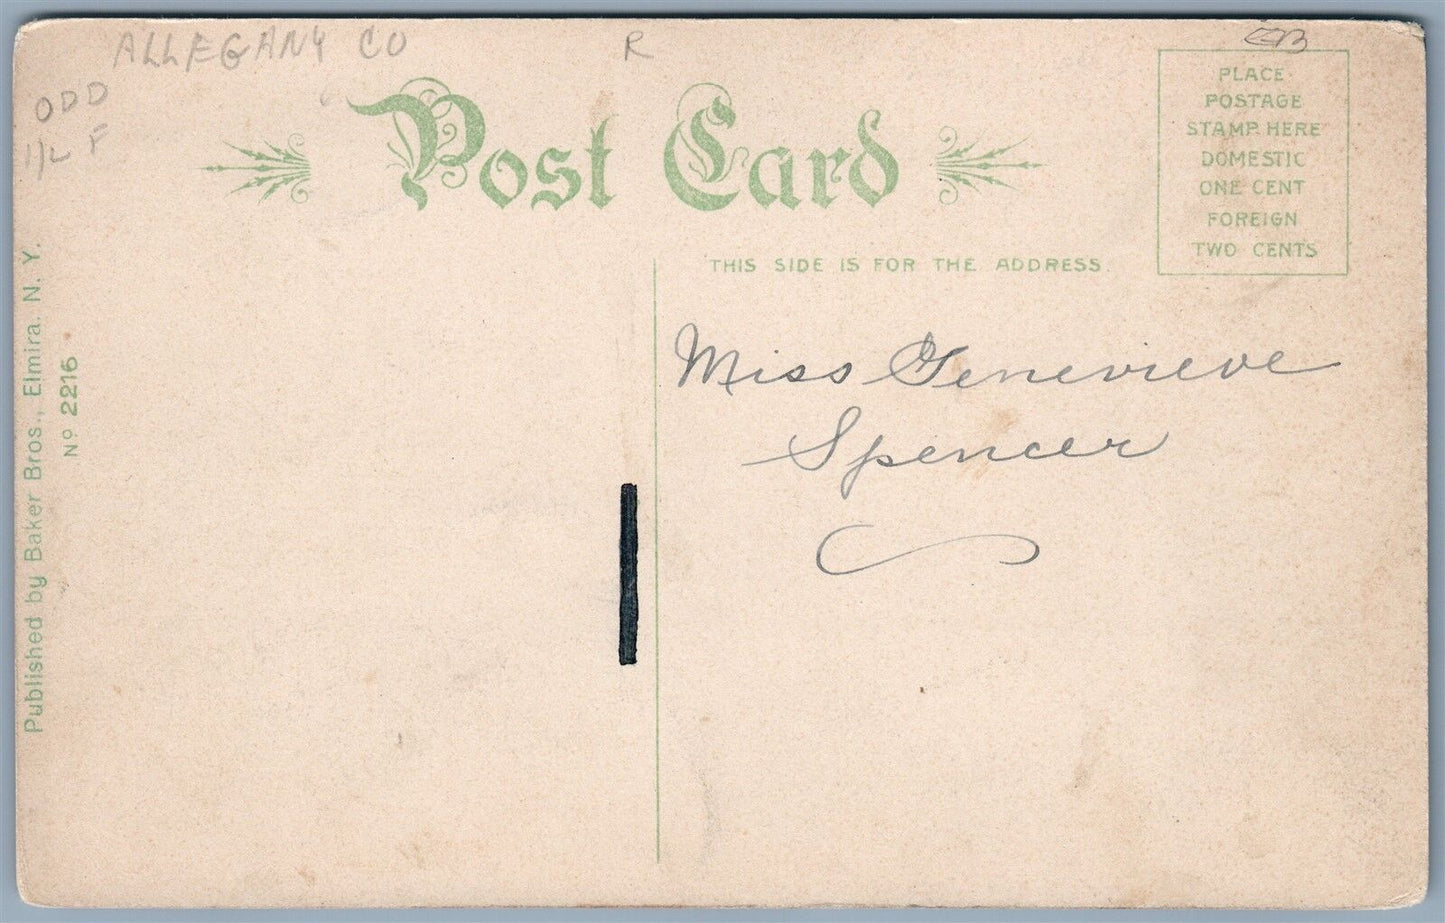 ALLEGANY CO
R
ODD
Post Card
PLACE
POSTAGE
STAMP HERE
DOMESTIC
ONE CENT
FOREIGN
TWO CENTS
THIS SIDE IS FOR THE ADDRESS
Miss Genevieve
Spencer
Published by Baker Bros., Elmira, N. Y.
No 2216